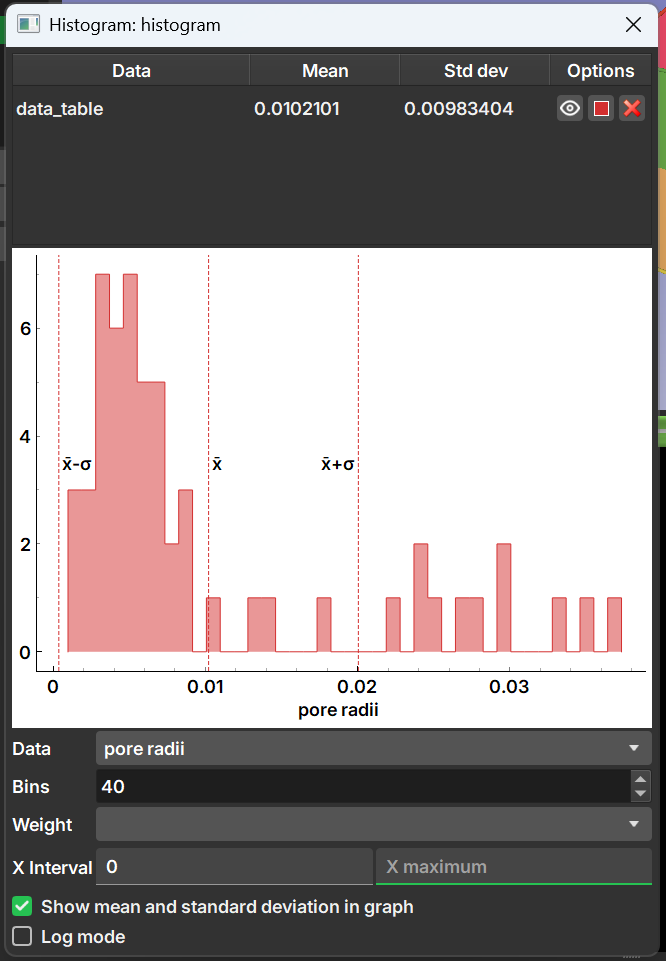 Histogram: histogram
Data Mean Std dev Options
data_table 0.0102101 0.00983404
6
4
x̄-σ x̄ x̄+σ
2
0
0 0.01 0.02 0.03
pore radii
Data pore radii
Bins 40
Weight
X Interval 0 X maximum
Show mean and standard deviation in graph
Log mode